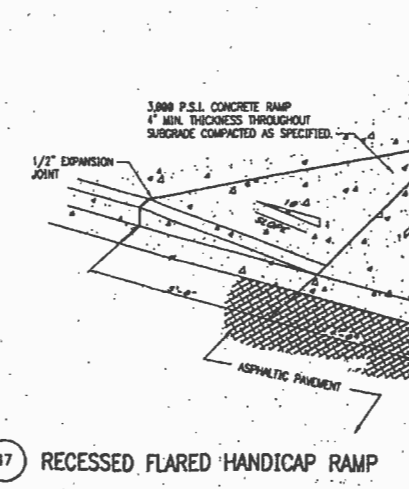 3,000 P.S.I. CONCRETE RAMP
4" MIN. THICKNESS THROUGHOUT
SUBGRADE COMPACTED AS SPECIFIED.
1/2" EXPANSION
JOINT
SLOPE
ASPHALTIC PAVEMENT
RECESSED FLARED HANDICAP RAMP